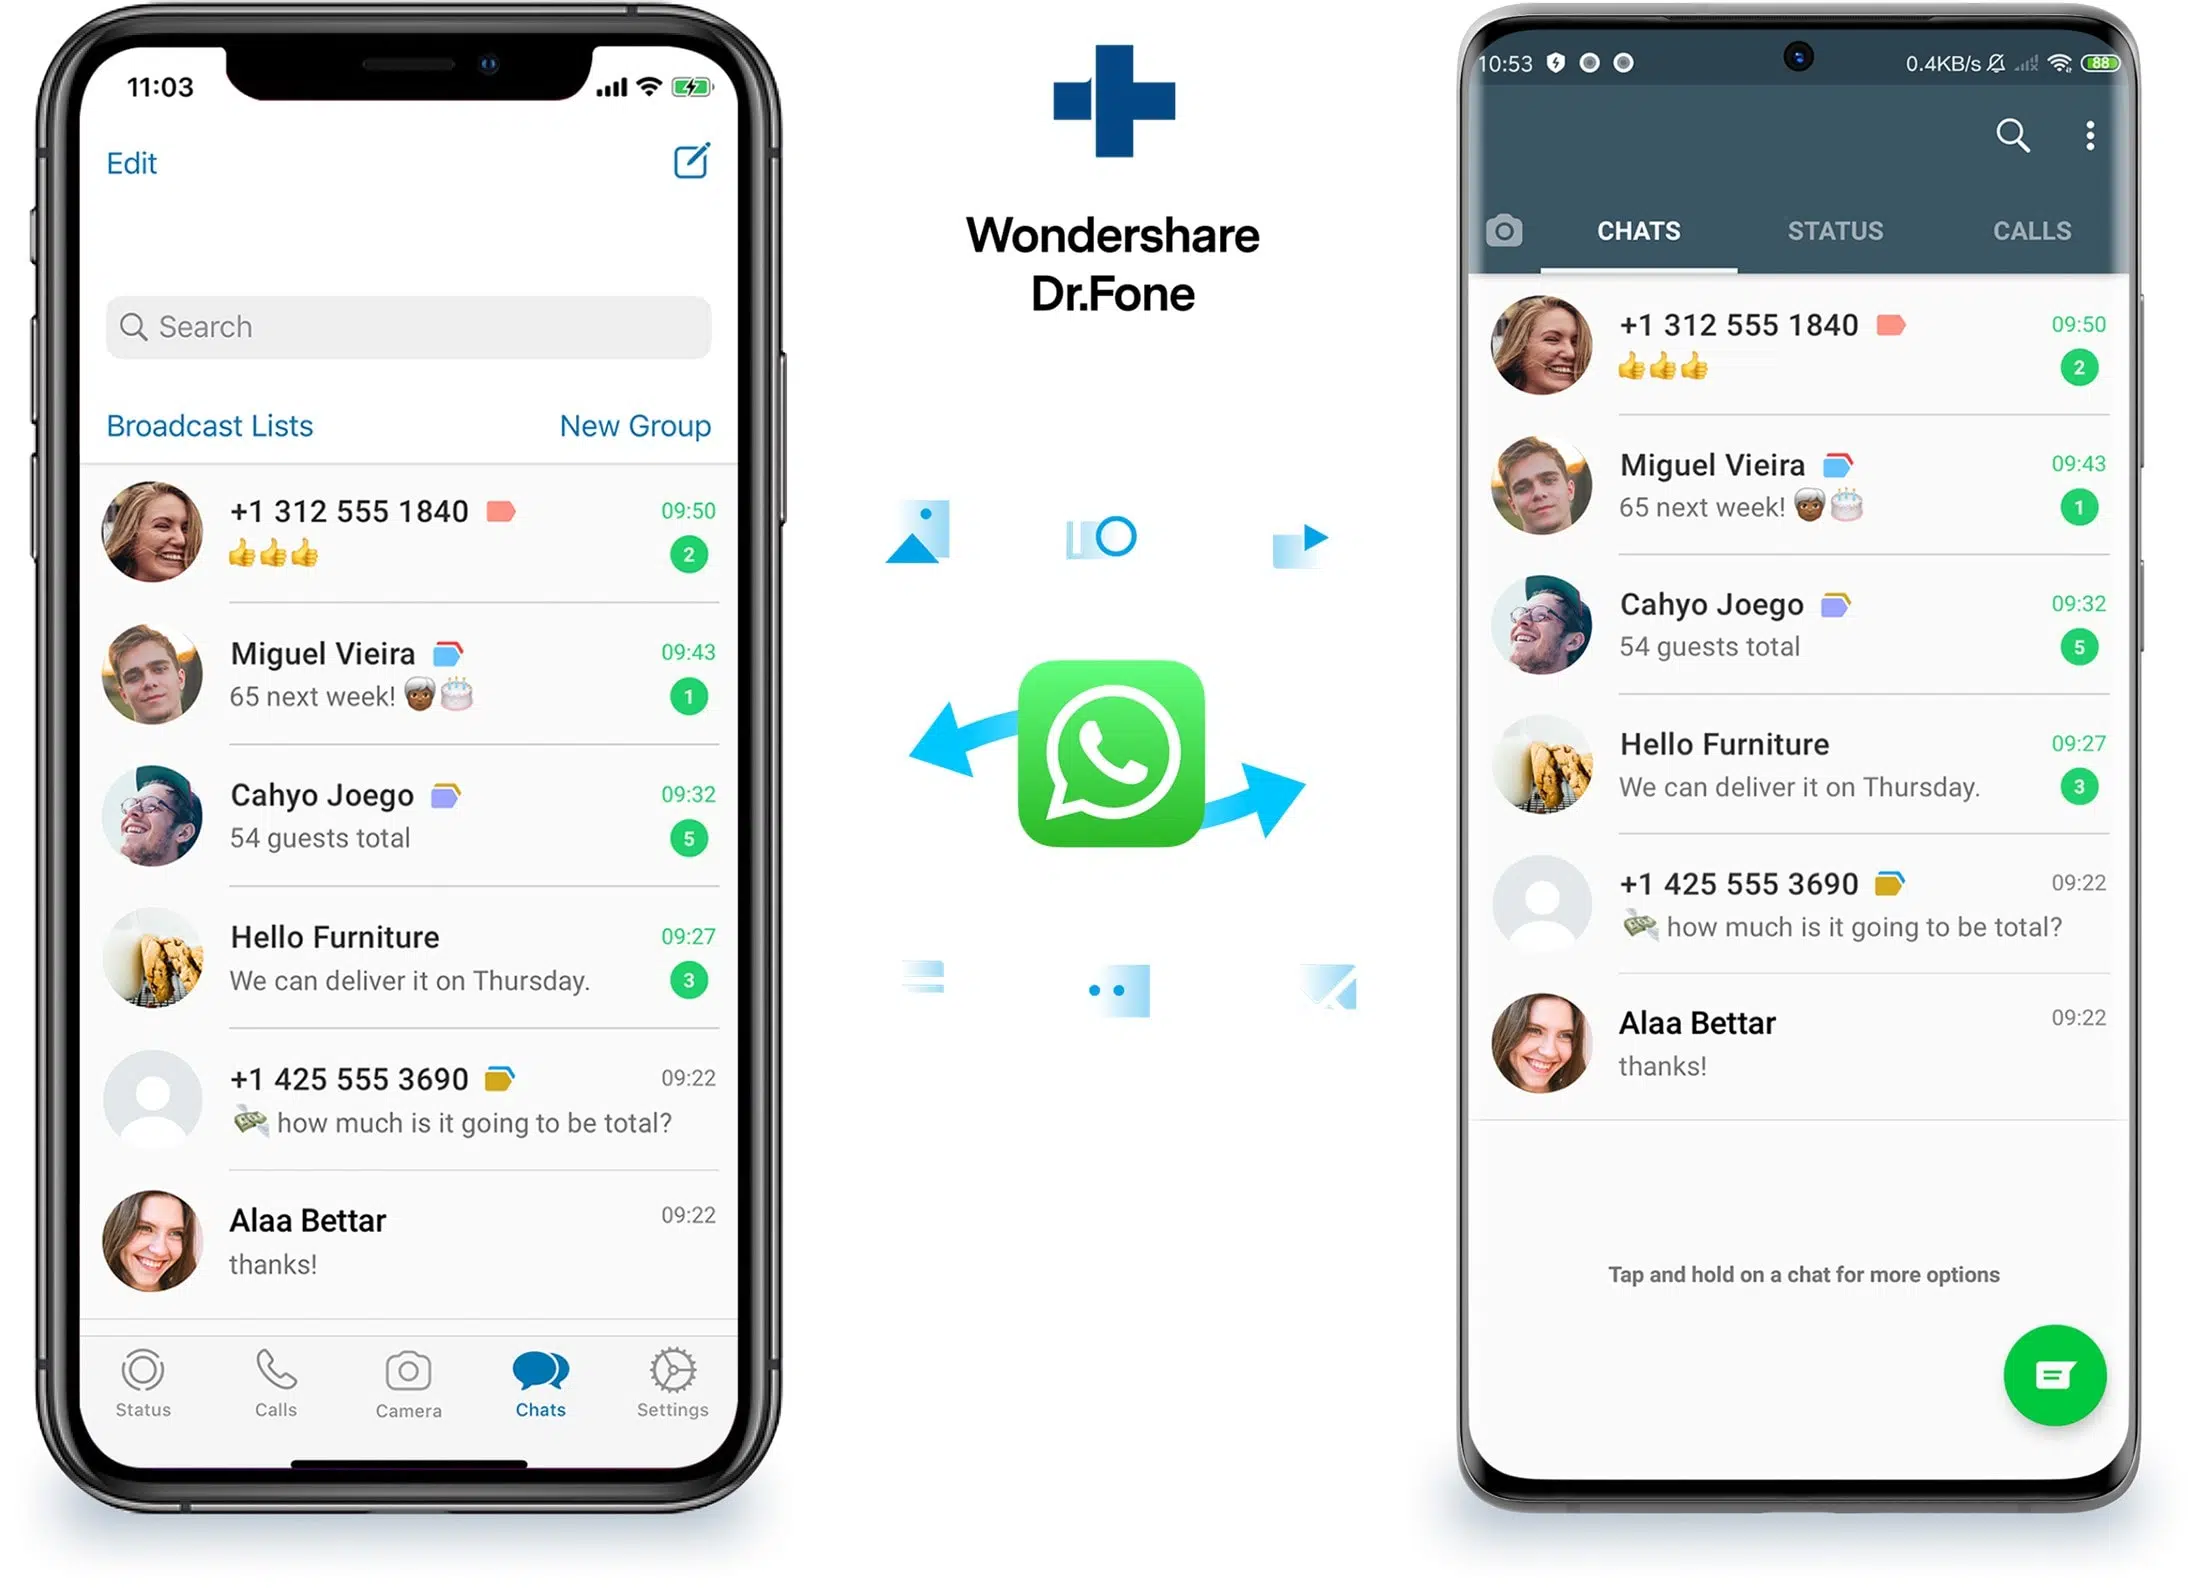 11:03
Edit
Search
Broadcast Lists New Group
+1 312 555 1840 09:50
👍👍👍 2
Miguel Vieira 09:43
65 next week! 👵🏾🎂 1
Cahyo Joego 09:32
54 guests total 5
Hello Furniture 09:27
We can deliver it on Thursday. 3
+1 425 555 3690 09:22
💸 how much is it going to be total?
Alaa Bettar 09:22
thanks!
Status Calls Camera Chats Settings
Wondershare
Dr.Fone
10:53 0.4KB/s 88
CHATS STATUS CALLS
+1 312 555 1840 09:50
👍👍👍 2
Miguel Vieira 09:43
65 next week! 👵🏾🎂 1
Cahyo Joego 09:32
54 guests total 5
Hello Furniture 09:27
We can deliver it on Thursday. 3
+1 425 555 3690 09:22
💸 how much is it going to be total?
Alaa Bettar 09:22
thanks!
Tap and hold on a chat for more options